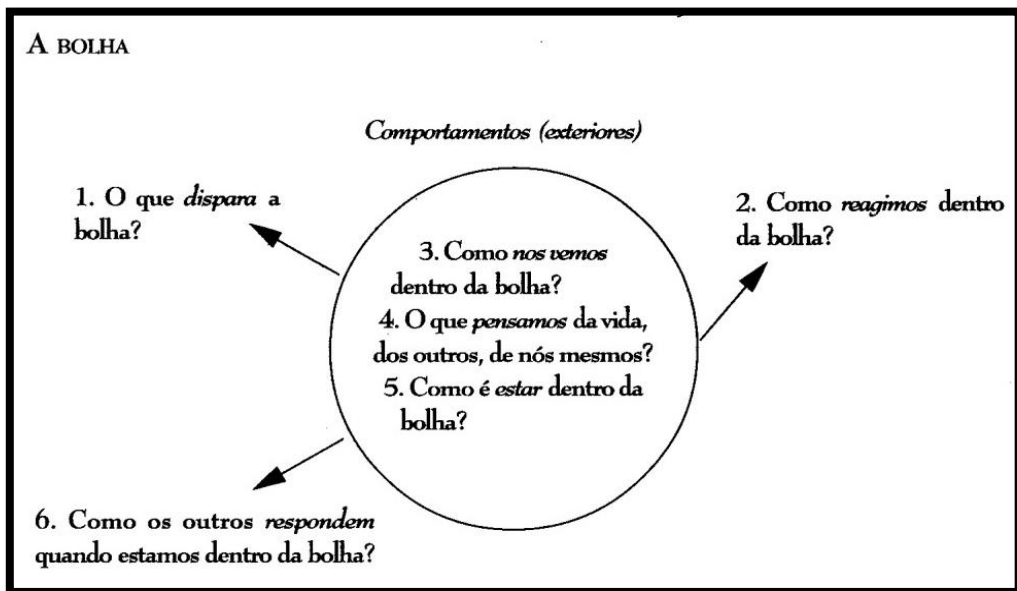 A BOLHA
Comportamentos (exteriores)
1. O que dispara a
bolha?
2. Como reagimos dentro
da bolha?
3. Como nos vemos
dentro da bolha?
4. O que pensamos da vida,
dos outros, de nós mesmos?
5. Como é estar dentro da
bolha?
6. Como os outros respondem
quando estamos dentro da bolha?